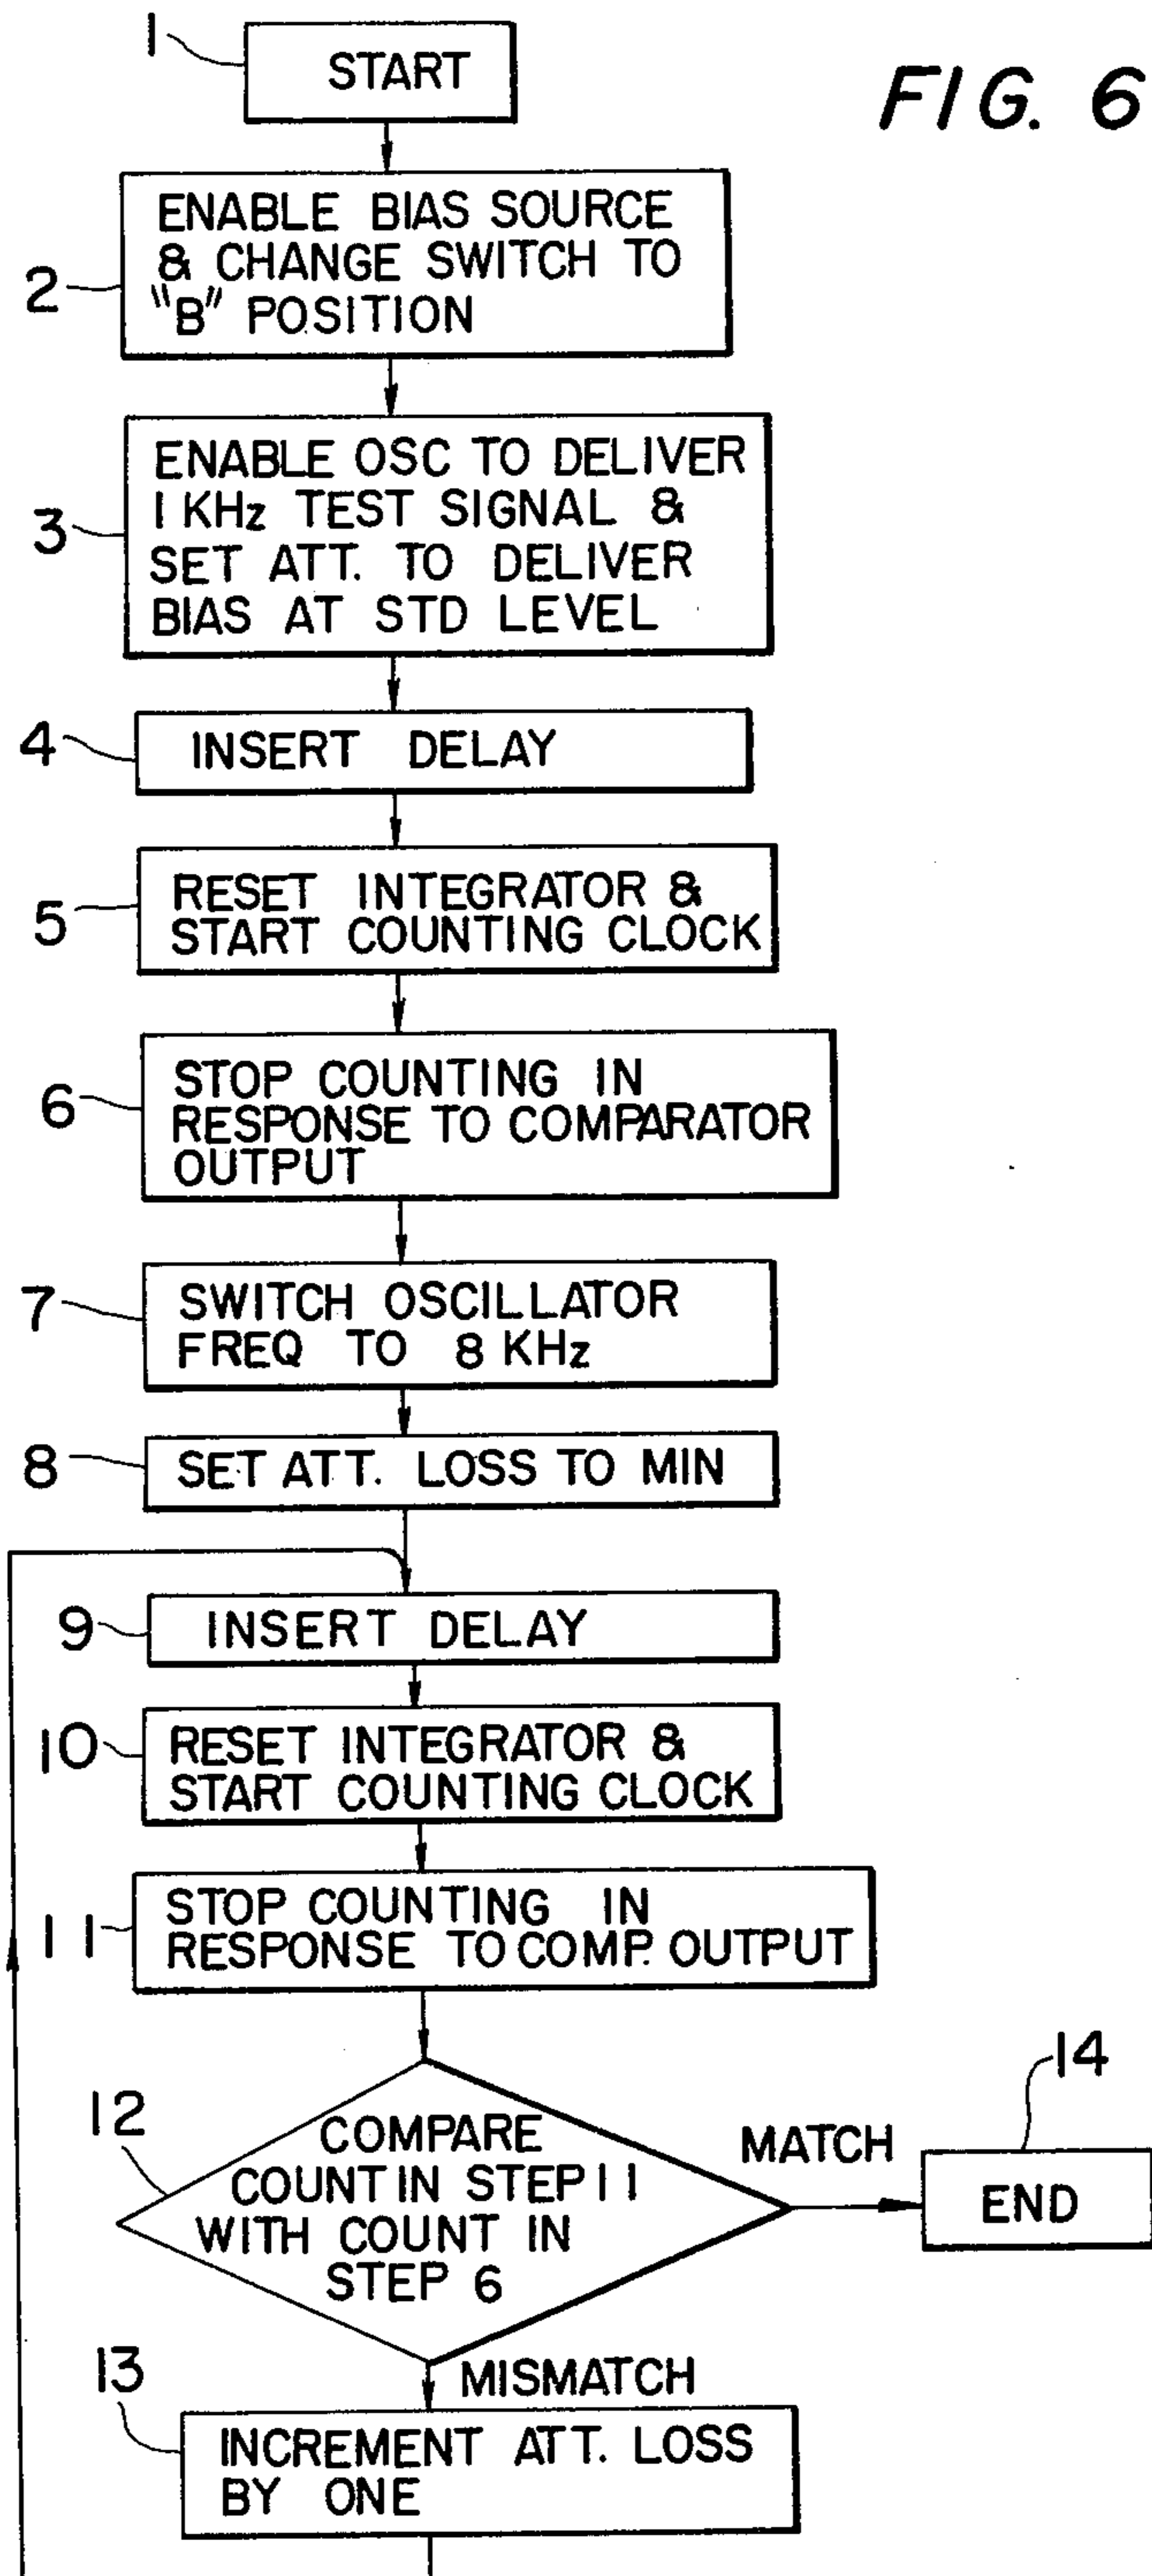 FIG. 6
1
START
2
ENABLE BIAS SOURCE
& CHANGE SWITCH TO
"B" POSITION
3
ENABLE OSC TO DELIVER
1 KHz TEST SIGNAL &
SET ATT. TO DELIVER
BIAS AT STD LEVEL
4
INSERT DELAY
5
RESET INTEGRATOR &
START COUNTING CLOCK
6
STOP COUNTING IN
RESPONSE TO COMPARATOR
OUTPUT
7
SWITCH OSCILLATOR
FREQ TO 8 KHz
8
SET ATT. LOSS TO MIN
9
INSERT DELAY
10
RESET INTEGRATOR &
START COUNTING CLOCK
11
STOP COUNTING IN
RESPONSE TO COMP. OUTPUT
12
COMPARE
COUNT IN STEP 11
WITH COUNT IN
STEP 6
MATCH
14
END
MISMATCH
13
INCREMENT ATT. LOSS
BY ONE